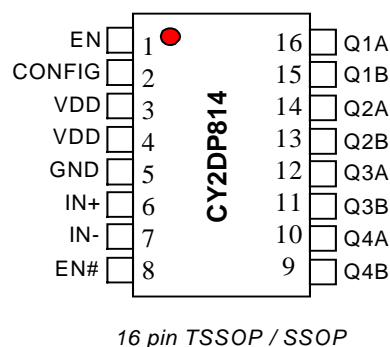 EN 1 16 Q1A
CONFIG 2 15 Q1B
VDD 3 14 Q2A
VDD 4 13 Q2B
GND 5 12 Q3A
IN+ 6 11 Q3B
IN- 7 10 Q4A
EN# 8 9 Q4B
CY2DP814
16 pin TSSOP / SSOP